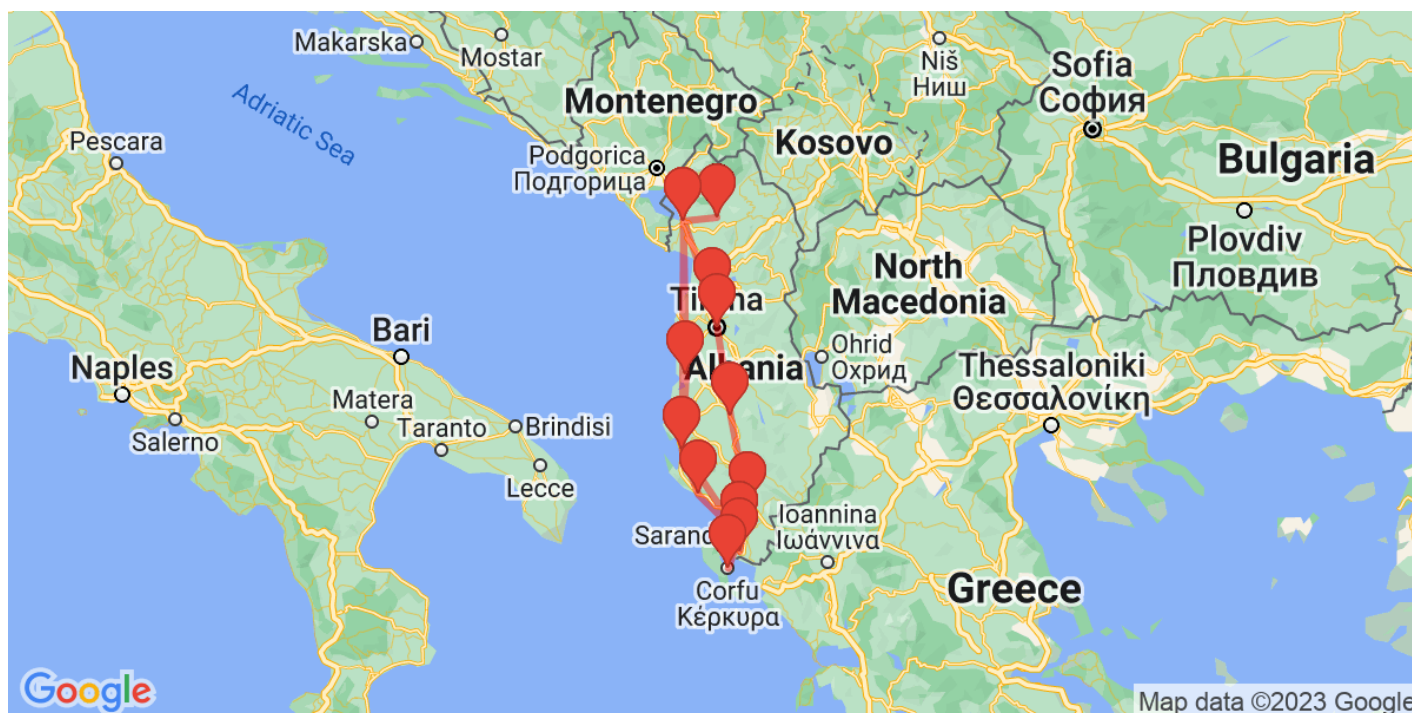 Makarska
Mostar
Niš
Ниш
Sofia
София
Montenegro
Adriatic Sea
Pescara
Podgorica
Подгорица
Kosovo
Bulgaria
Plovdiv
Пловдив
North
Macedonia
Bari
Naples
Matera
Salerno
Taranto
Brindisi
Lecce
Ohrid
Охрид
Thessaloniki
Θεσσαλονίκη
Ioannina
Ιωάννινα
Corfu
Κέρκυρα
Greece
Google
Map data ©2023 Google